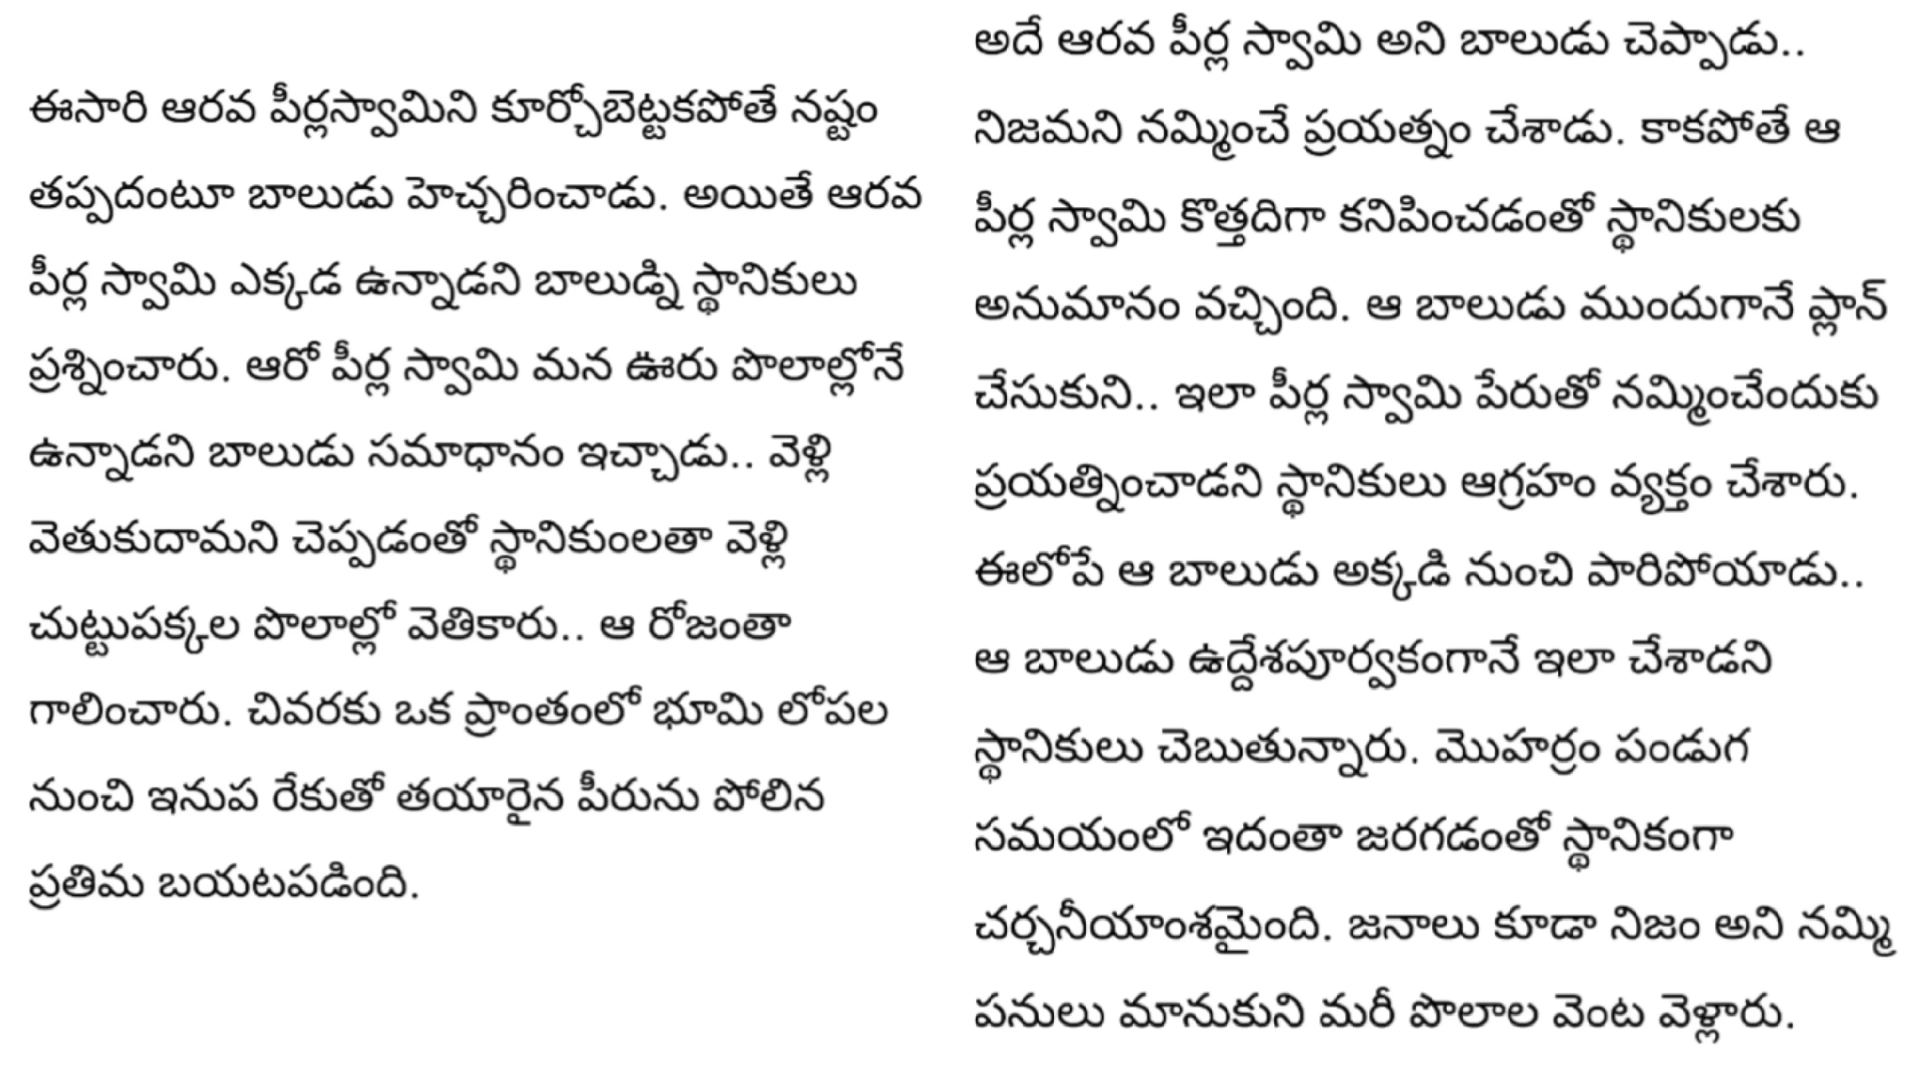 ఈసారి ఆరవ పీర్లస్వామిని కూర్చోబెట్టకపోతే నష్టం
తప్పదంటూ బాలుడు హెచ్చరించాడు. అయితే ఆరవ
పీర్ల స్వామి ఎక్కడ ఉన్నాడని బాలుడ్ని స్థానికులు
ప్రశ్నించారు. ఆరో పీర్ల స్వామి మన ఊరు పొలాల్లోనే
ఉన్నాడని బాలుడు సమాధానం ఇచ్చాడు.. వెళ్లి
వెతుకుదామని చెప్పడంతో స్థానికుంలతా వెళ్లి
చుట్టుపక్కల పొలాల్లో వెతికారు.. ఆ రోజంతా
గాలించారు. చివరకు ఒక ప్రాంతంలో భూమి లోపల
నుంచి ఇనుప రేకుతో తయారైన పీరును పోలిన
ప్రతిమ బయటపడింది.
అదే ఆరవ పీర్ల స్వామి అని బాలుడు చెప్పాడు..
నిజమని నమ్మించే ప్రయత్నం చేశాడు. కాకపోతే ఆ
పీర్ల స్వామి కొత్తదిగా కనిపించడంతో స్థానికులకు
అనుమానం వచ్చింది. ఆ బాలుడు ముందుగానే ప్లాన్
చేసుకుని.. ఇలా పీర్ల స్వామి పేరుతో నమ్మించేందుకు
ప్రయత్నించాడని స్థానికులు ఆగ్రహం వ్యక్తం చేశారు.
ఈలోపే ఆ బాలుడు అక్కడి నుంచి పారిపోయాడు..
ఆ బాలుడు ఉద్దేశపూర్వకంగానే ఇలా చేశాడని
స్థానికులు చెబుతున్నారు. మొహర్రం పండుగ
సమయంలో ఇదంతా జరగడంతో స్థానికంగా
చర్చనీయాంశమైంది. జనాలు కూడా నిజం అని నమ్మి
పనులు మానుకుని మరీ పొలాల వెంట వెళ్లారు.